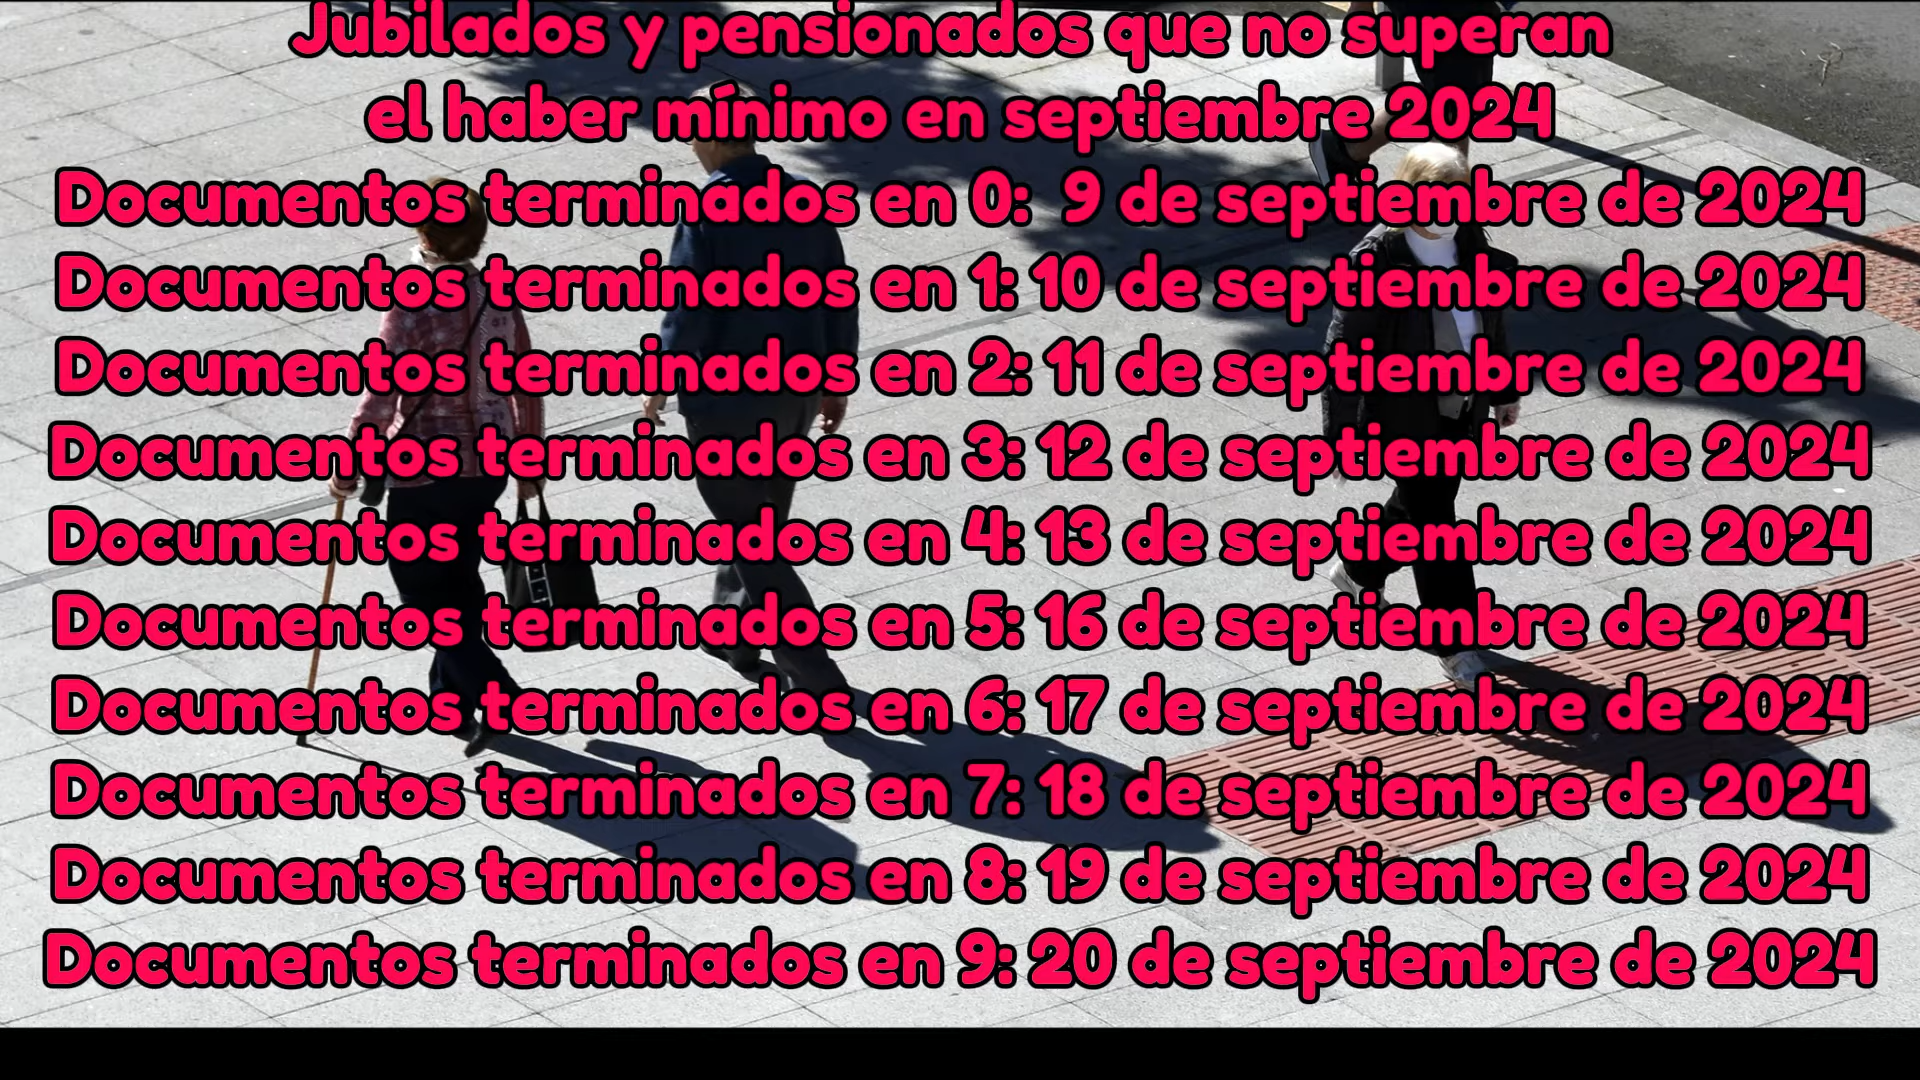 Jubilados y pensionados que no superan
el haber mínimo en septiembre 2024
Documentos terminados en 0:  9 de septiembre de 2024
Documentos terminados en 1: 10 de septiembre de 2024
Documentos terminados en 2: 11 de septiembre de 2024
Documentos terminados en 3: 12 de septiembre de 2024
Documentos terminados en 4: 13 de septiembre de 2024
Documentos terminados en 5: 16 de septiembre de 2024
Documentos terminados en 6: 17 de septiembre de 2024
Documentos terminados en 7: 18 de septiembre de 2024
Documentos terminados en 8: 19 de septiembre de 2024
Documentos terminados en 9: 20 de septiembre de 2024